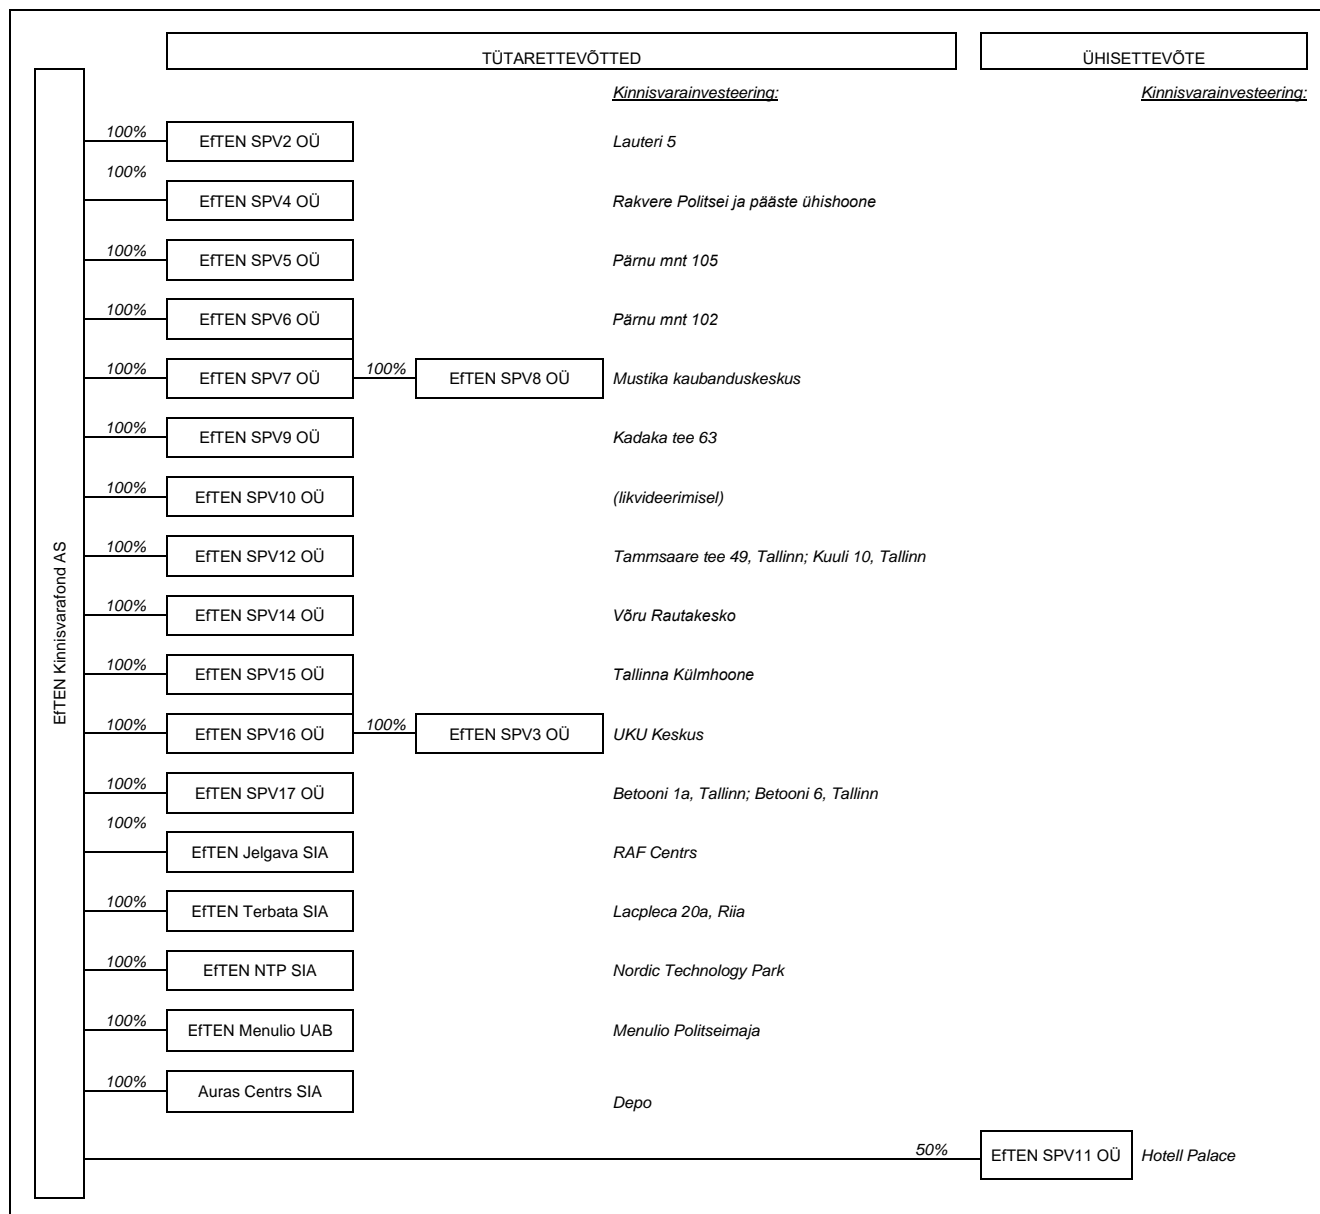 TÜTARETTEVÕTTED
ÜHISETTEVÕTE
Kinnisvarainvesteering:
Kinnisvarainvesteering:
EfTEN Kinnisvarafond AS
100%
EfTEN SPV2 OÜ
Lauteri 5
100%
EfTEN SPV4 OÜ
Rakvere Politsei ja pääste ühishoone
100%
EfTEN SPV5 OÜ
Pärnu mnt 105
100%
EfTEN SPV6 OÜ
Pärnu mnt 102
100%
EfTEN SPV7 OÜ
100%
EfTEN SPV8 OÜ
Mustika kaubanduskeskus
100%
EfTEN SPV9 OÜ
Kadaka tee 63
100%
EfTEN SPV10 OÜ
(likvideerimisel)
100%
EfTEN SPV12 OÜ
Tammsaare tee 49, Tallinn; Kuuli 10, Tallinn
100%
EfTEN SPV14 OÜ
Võru Rautakesko
100%
EfTEN SPV15 OÜ
Tallinna Külmhoone
100%
EfTEN SPV16 OÜ
100%
EfTEN SPV3 OÜ
UKU Keskus
100%
EfTEN SPV17 OÜ
Betooni 1a, Tallinn; Betooni 6, Tallinn
100%
EfTEN Jelgava SIA
RAF Centrs
100%
EfTEN Terbata SIA
Lacpleca 20a, Riia
100%
EfTEN NTP SIA
Nordic Technology Park
100%
EfTEN Menulio UAB
Menulio Politseimaja
100%
Auras Centrs SIA
Depo
50%
EfTEN SPV11 OÜ
Hotell Palace